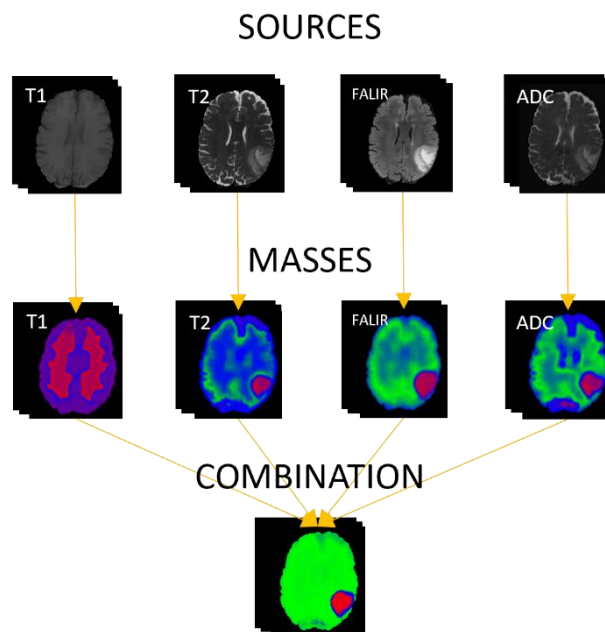 SOURCES
T1
T2
FALIR
ADC
MASSES
T1
T2
FALIR
ADC
COMBINATION